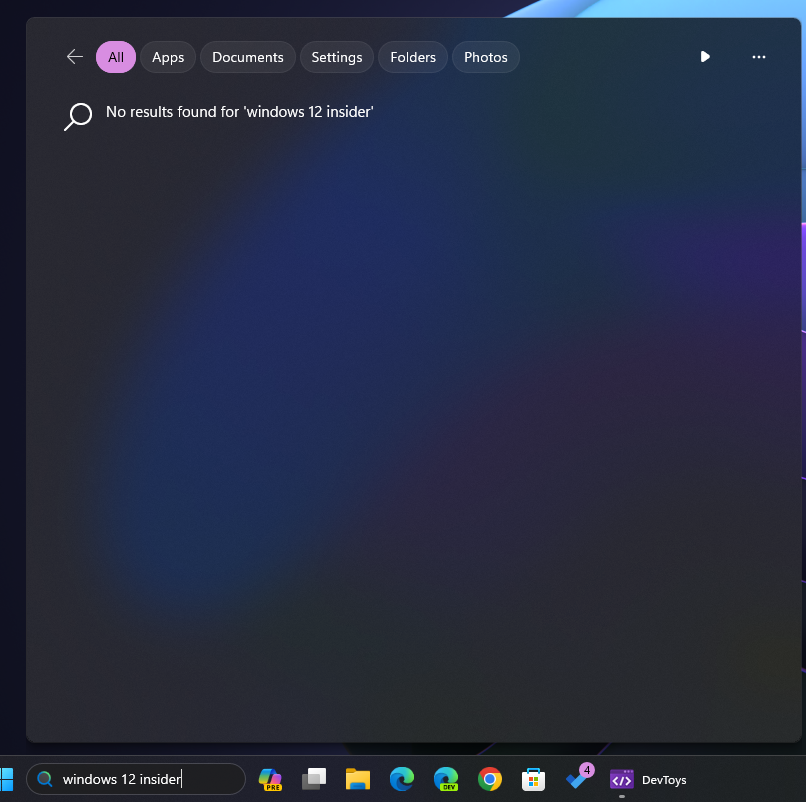 All Apps Documents Settings Folders Photos
No results found for 'windows 12 insider'
windows 12 insider PRE DEV 4 DevToys